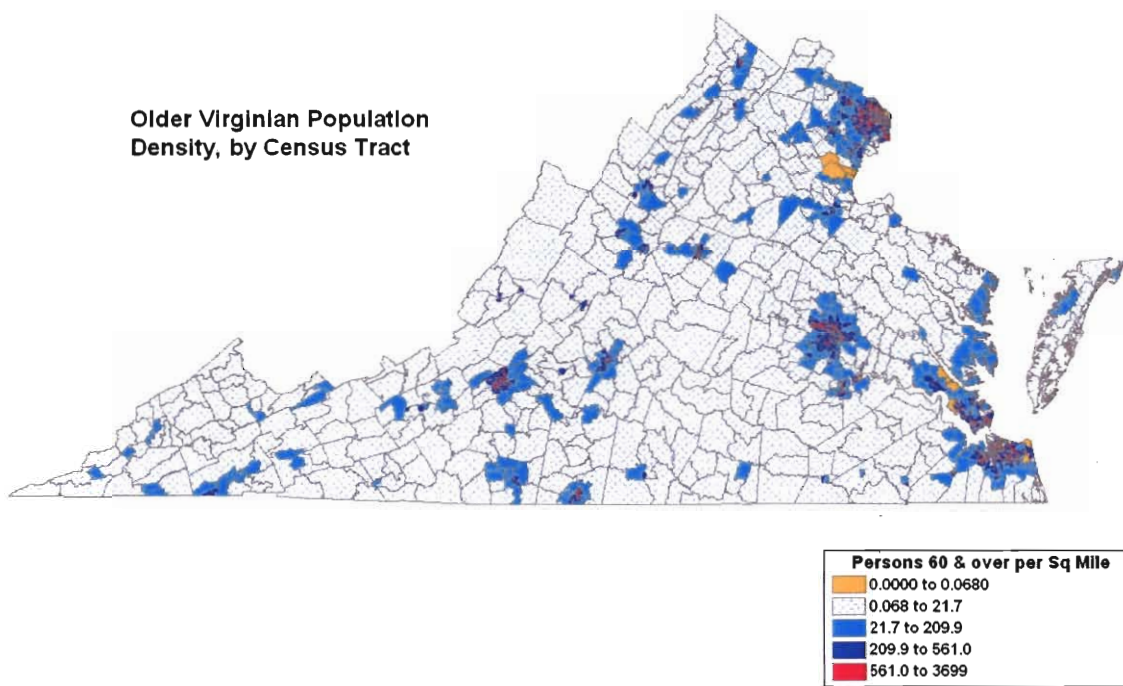 Older Virginian Population
Density, by Census Tract
Persons 60 & over per Sq Mile
0.0000 to 0.0680
0.068 to 21.7
21.7 to 209.9
209.9 to 561.0
561.0 to 3699